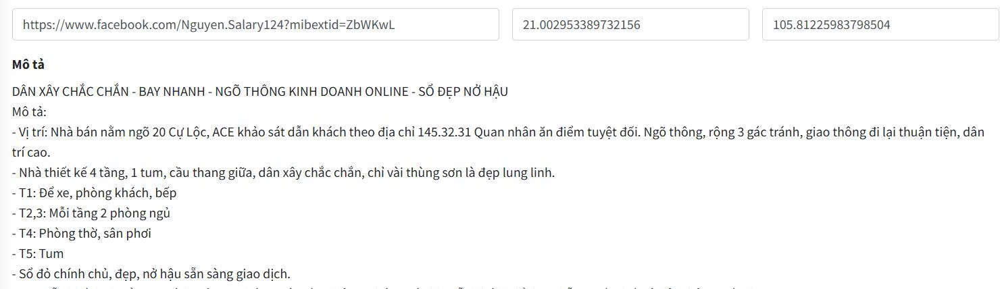 https://www.facebook.com/Nguyen.Salary124?mibextid=ZbWKwL
21.002953389732156
105.81225983798504
Mô tả
DÂN XÂY CHẮC CHẮN - BAY NHANH - NGÕ THÔNG KINH DOANH ONLINE - SỔ ĐẸP NỞ HẬU
Mô tả:
- Vị trí: Nhà bán nằm ngõ 20 Cự Lộc, ACE khảo sát dẫn khách theo địa chỉ 145.32.31 Quan nhân ăn điểm tuyệt đối. Ngõ thông, rộng 3 gác tránh, giao thông đi lại thuận tiện, dân
trí cao.
- Nhà thiết kế 4 tầng, 1 tum, cầu thang giữa, dân xây chắc chắn, chỉ vài thùng sơn là đẹp lung linh.
- T1: Để xe, phòng khách, bếp
- T2,3: Mỗi tầng 2 phòng ngủ
- T4: Phòng thờ, sân phơi
- T5: Tum
- Sổ đỏ chính chủ, đẹp, nở hậu sẵn sàng giao dịch.